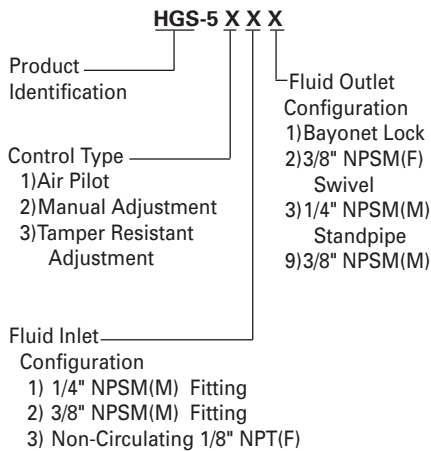 HGS-5 X X X
Product
Identification
Control Type
1)Air Pilot
2)Manual Adjustment
3)Tamper Resistant
Adjustment
Fluid Inlet
Configuration
1) 1/4" NPSM(M) Fitting
2) 3/8" NPSM(M) Fitting
3) Non-Circulating 1/8" NPT(F)
Fluid Outlet
Configuration
1)Bayonet Lock
2)3/8" NPSM(F)
Swivel
3)1/4" NPSM(M)
Standpipe
9)3/8" NPSM(M)